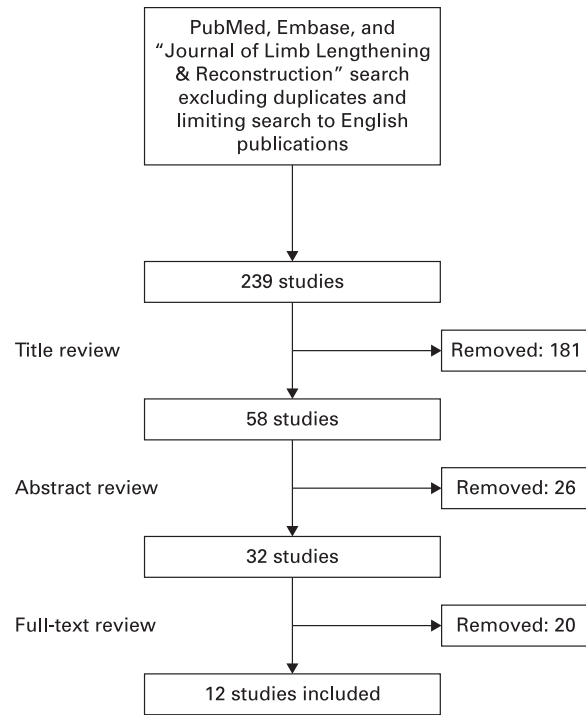 PubMed, Embase, and
“Journal of Limb Lengthening
& Reconstruction” search
excluding duplicates and
limiting search to English
publications
239 studies
Title review
Removed: 181
58 studies
Abstract review
Removed: 26
32 studies
Full-text review
Removed: 20
12 studies included